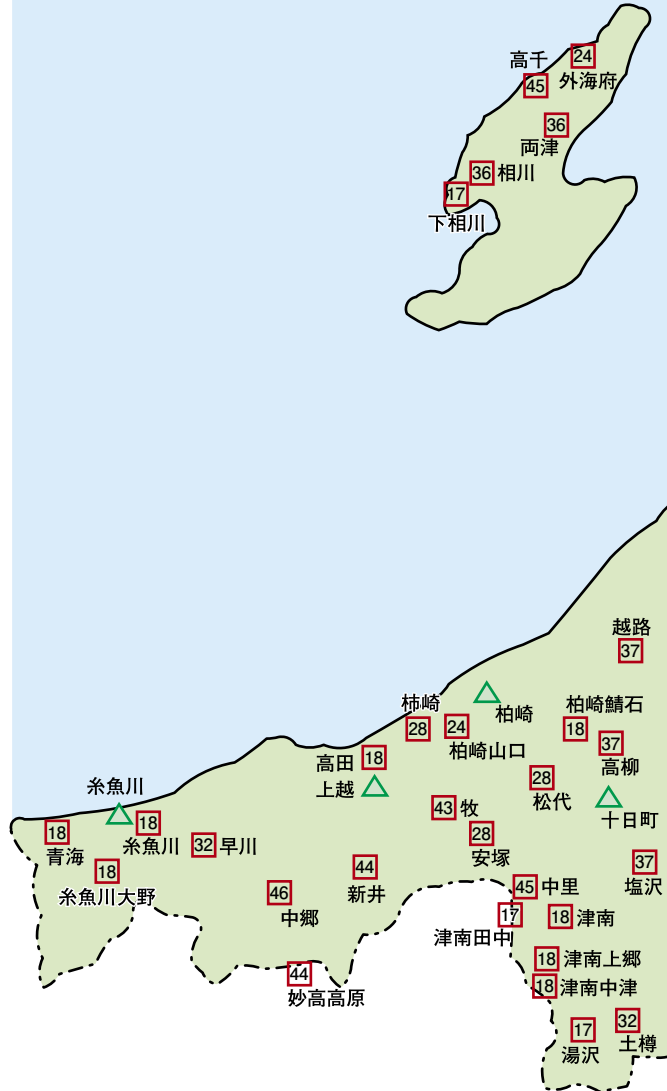 高千
24
45
外海府
36
両津
36
相川
17
下相川
越路
37
柏崎
柿崎
28
24
柏崎山口
柏崎鯖石
18
37
高柳
高田
18
上越
28
松代
十日町
糸魚川
18
糸魚川
18
青海
32
早川
43
牧
28
安塚
18
糸魚川大野
44
新井
46
中郷
45
中里
37
塩沢
17
津南田中
18
津南
18
津南上郷
18
津南中津
44
妙高高原
17
湯沢
32
土樽